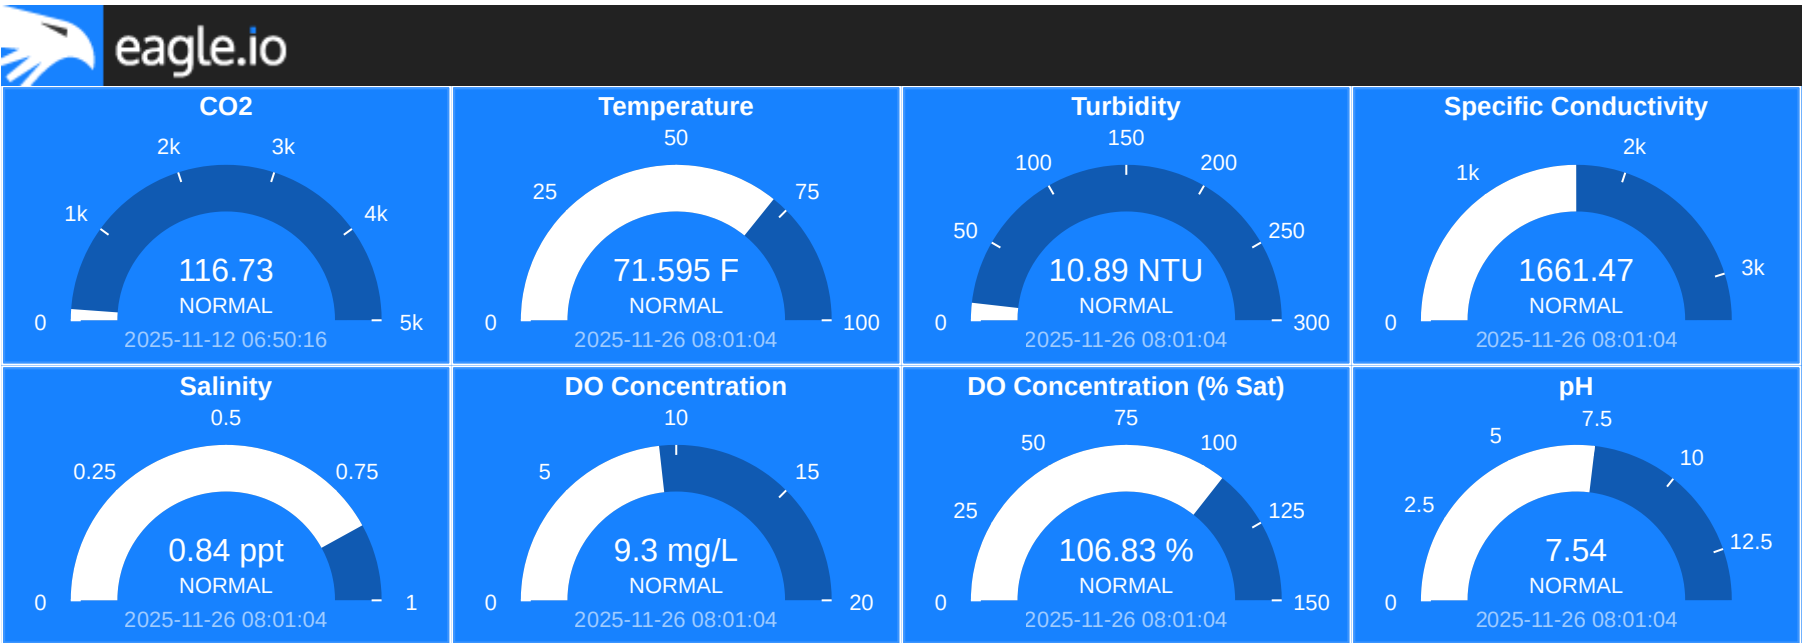 eagle.io
CO2
0
1k
2k
3k
4k
5k
116.73
NORMAL
2025-11-12 06:50:16
Temperature
0
25
50
75
100
71.595 F
NORMAL
2025-11-26 08:01:04
Turbidity
0
50
100
150
200
250
300
10.89 NTU
NORMAL
2025-11-26 08:01:04
Specific Conductivity
0
1k
2k
3k
1661.47
NORMAL
2025-11-26 08:01:04
Salinity
0
0.25
0.5
0.75
1
0.84 ppt
NORMAL
2025-11-26 08:01:04
DO Concentration
0
5
10
15
20
9.3 mg/L
NORMAL
2025-11-26 08:01:04
DO Concentration (% Sat)
0
25
50
75
100
125
150
106.83 %
NORMAL
2025-11-26 08:01:04
pH
0
2.5
5
7.5
10
12.5
7.54
NORMAL
2025-11-26 08:01:04